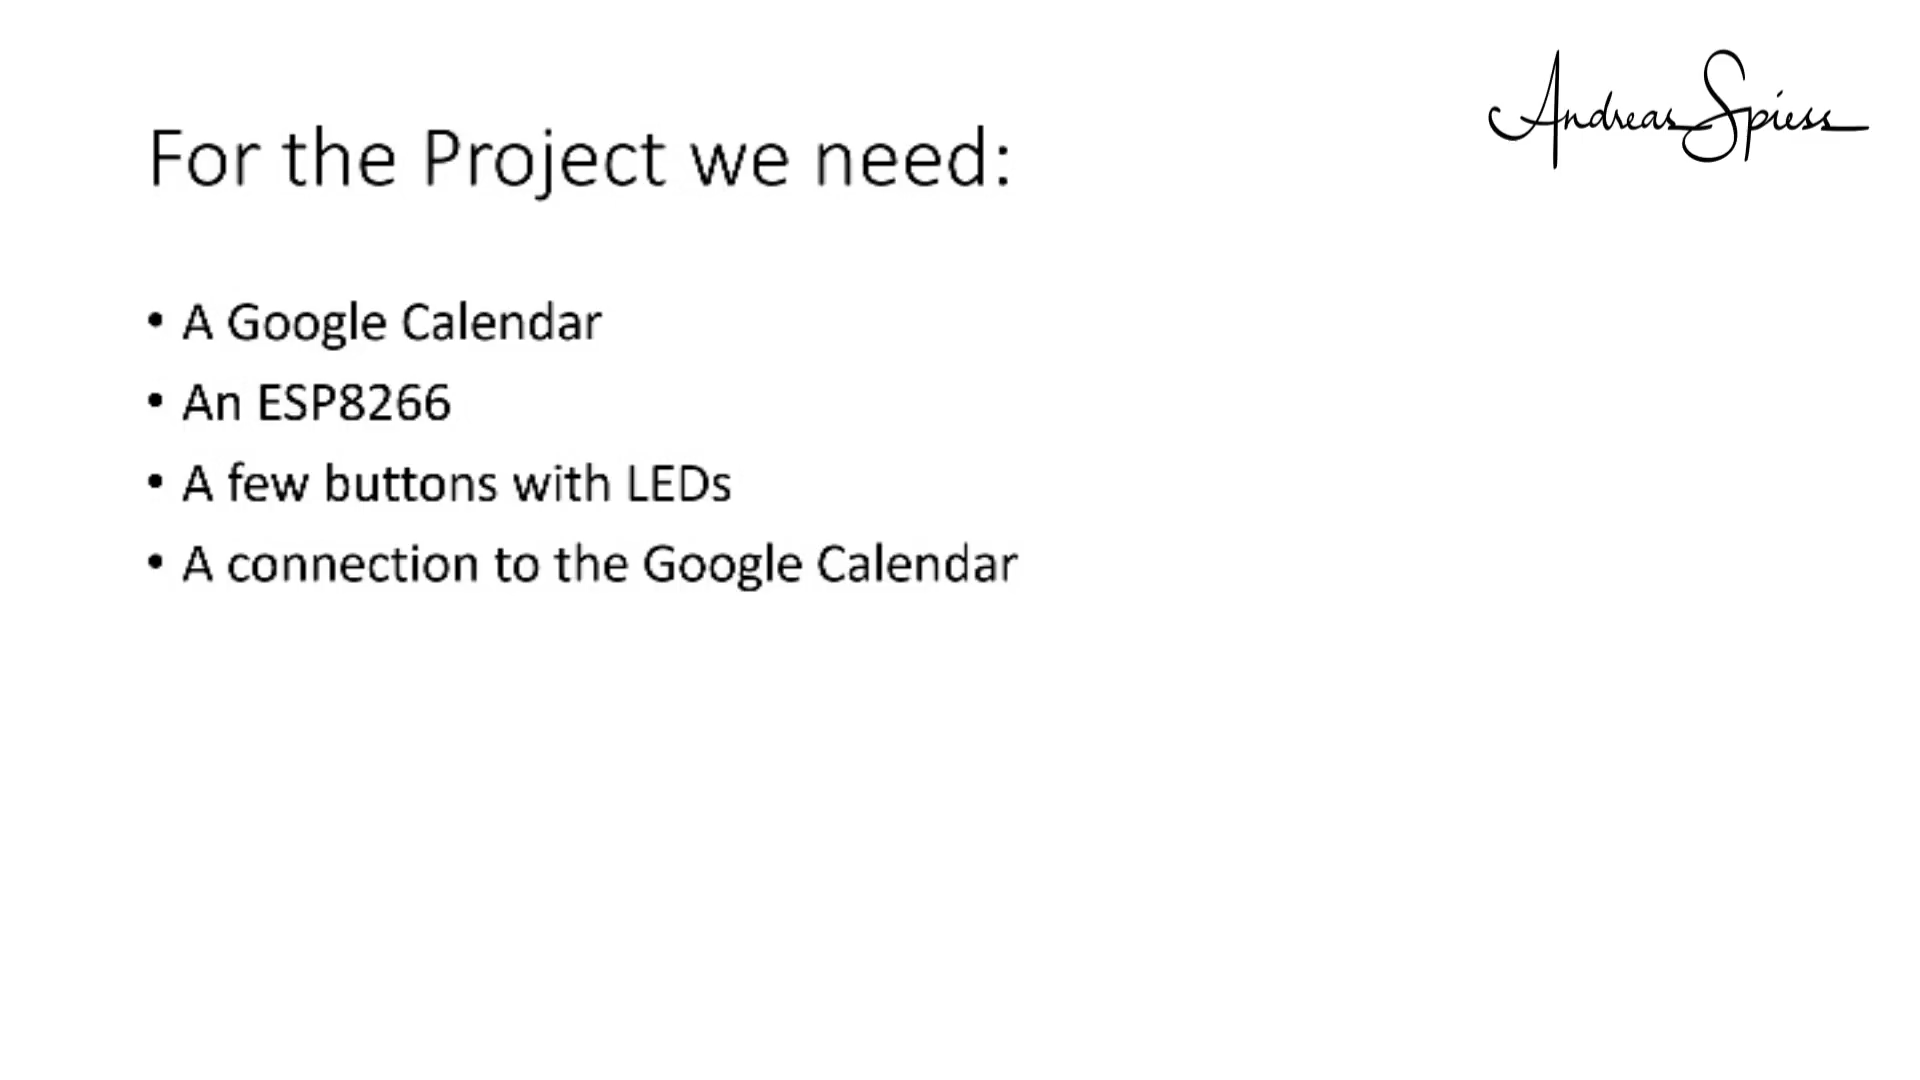 Andreas Spiess
For the Project we need:
• A Google Calendar
• An ESP8266
• A few buttons with LEDs
• A connection to the Google Calendar